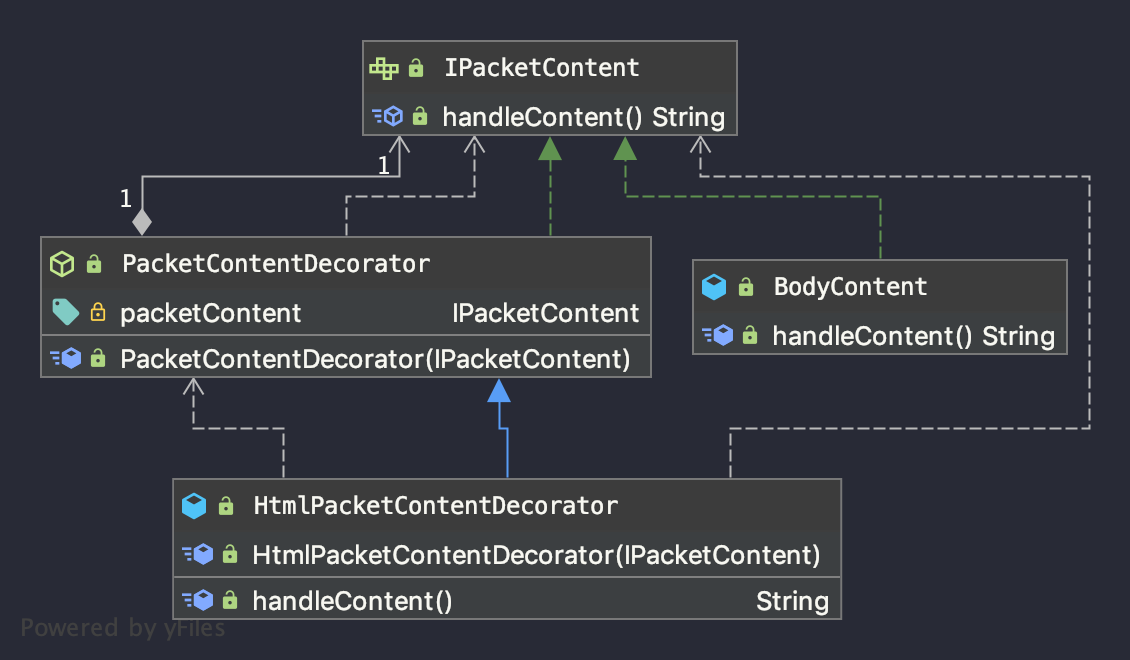 IPacketContent
handleContent() String
1
1
PacketContentDecorator
packetContent IPacketContent
PacketContentDecorator(IPacketContent)
BodyContent
handleContent() String
HtmlPacketContentDecorator
HtmlPacketContentDecorator(IPacketContent)
handleContent() String
Powered by yFiles